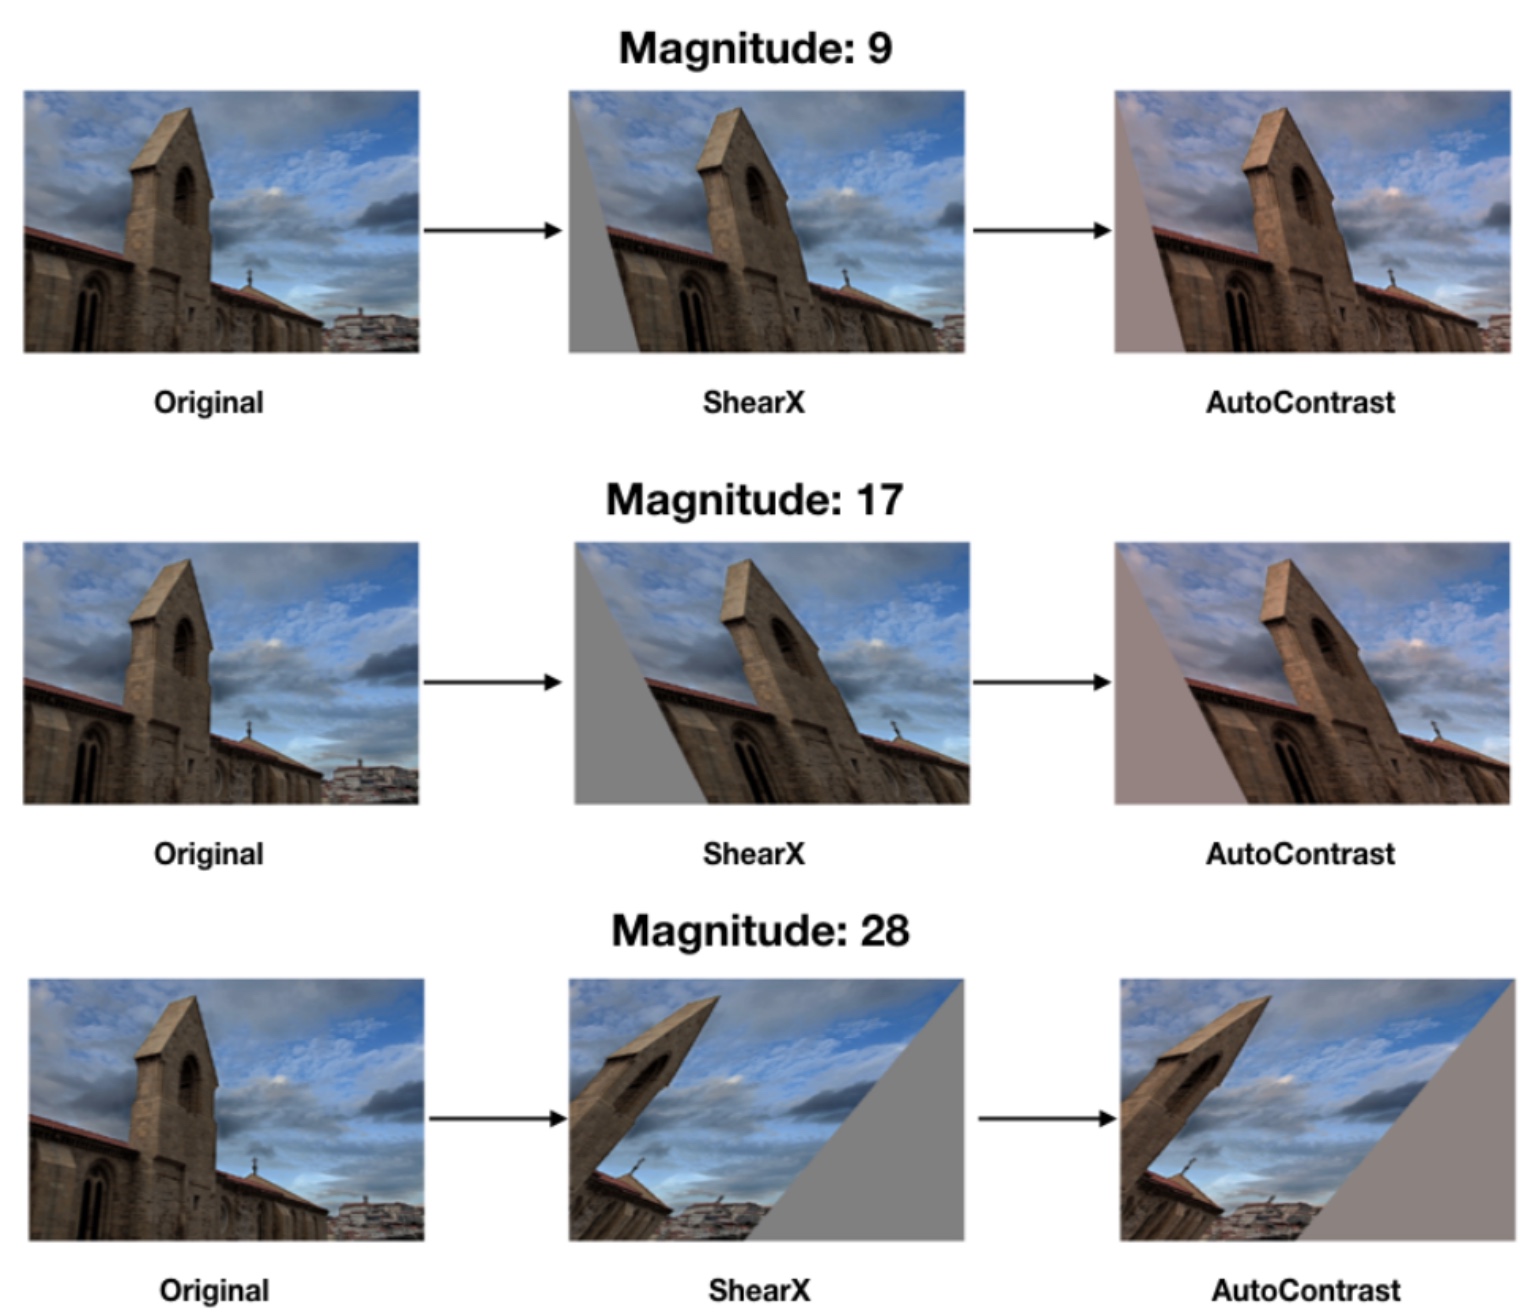 Magnitude: 9
Original
ShearX
AutoContrast
Magnitude: 17
Original
ShearX
AutoContrast
Magnitude: 28
Original
ShearX
AutoContrast